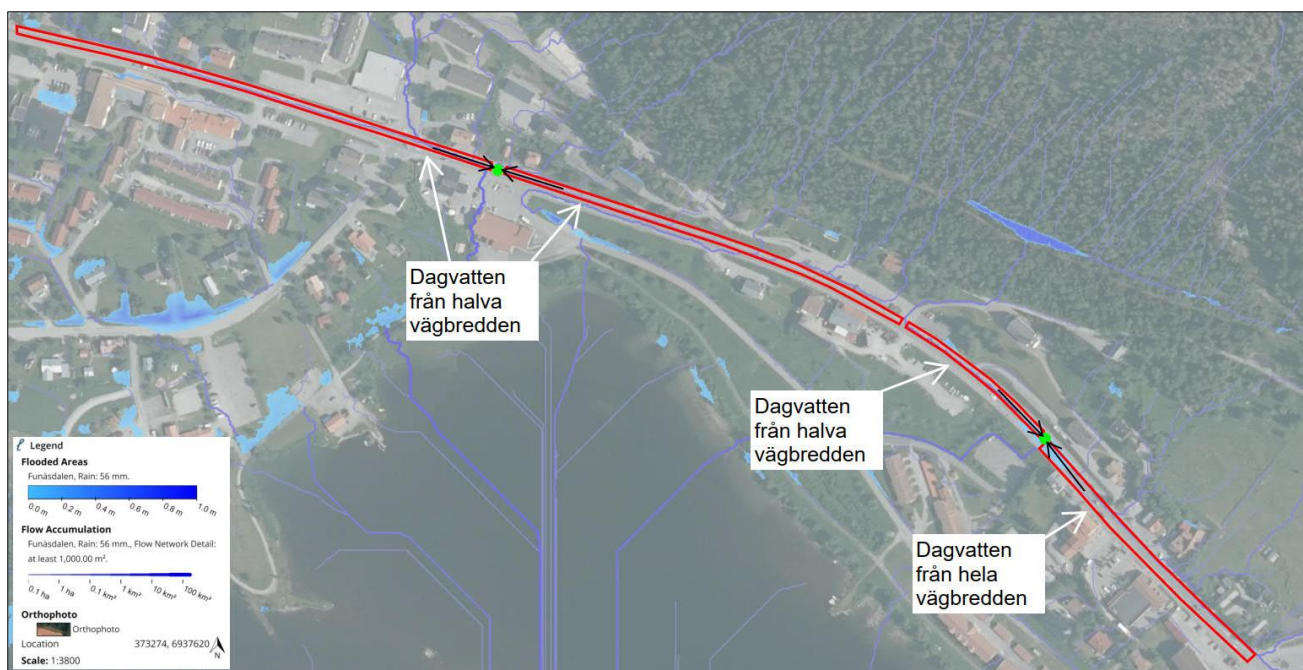 Dagvatten
från halva
vägbredden
Dagvatten
från halva
vägbredden
Dagvatten
från hela
vägbredden
Legend
Flooded Areas
Funäsdalen, Rain: 56 mm.
0.0 m 0.2 m 0.4 m 0.6 m 0.8 m 1.0 m
Flow Accumulation
Funäsdalen, Rain: 56 mm., Flow Network Detail:
at least 1,000.00 m².
0.1 ha 1 ha 0.1 km² 1 km² 10 km² 100 km²
Orthophoto
Orthophoto
Location 373274, 6937620
N
Scale: 1:3800